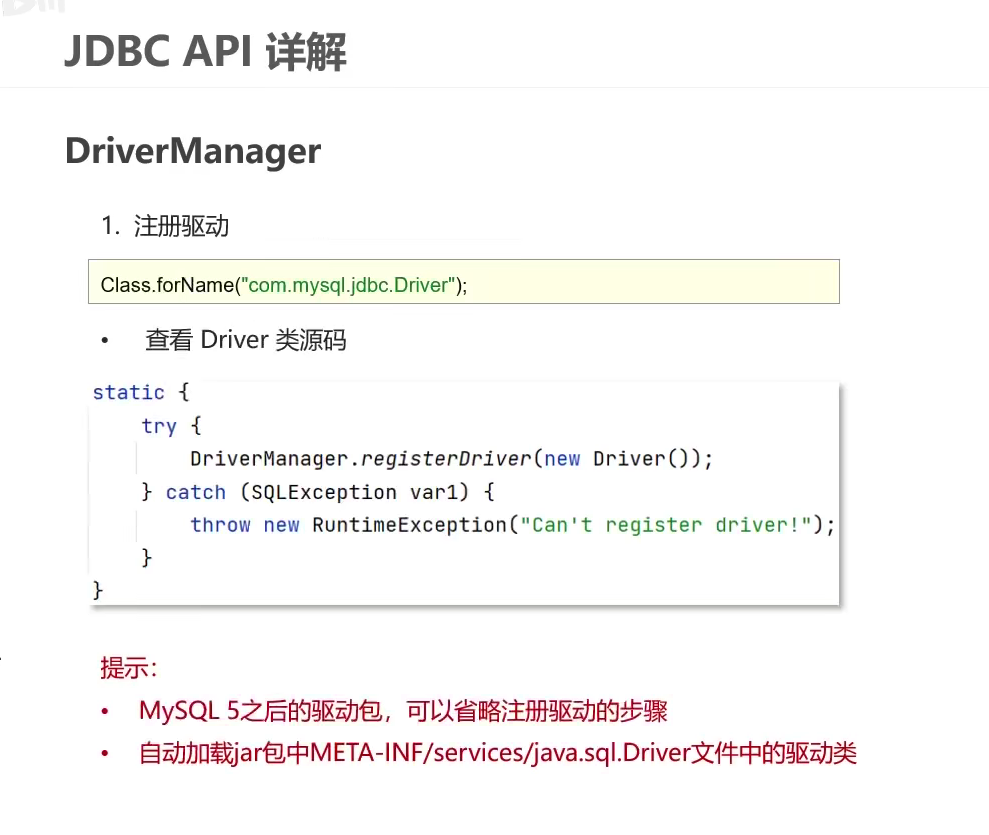 JDBC API 详解
DriverManager
1. 注册驱动
Class.forName("com.mysql.jdbc.Driver");
• 查看 Driver 类源码
static {
    try {
        DriverManager.registerDriver(new Driver());
    } catch (SQLException var1) {
        throw new RuntimeException("Can't register driver!");
    }
}
提示：
• MySQL 5之后的驱动包，可以省略注册驱动的步骤
• 自动加载jar包中META-INF/services/java.sql.Driver文件中的驱动类